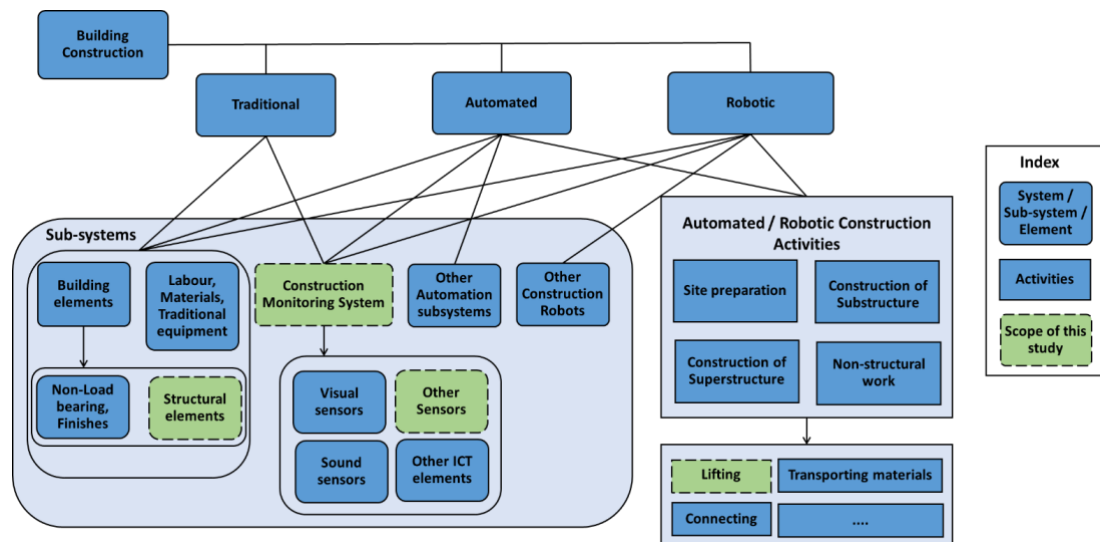 Building
Construction
Traditional
Automated
Robotic
Sub-systems
Building
elements
Labour,
Materials,
Traditional
equipment
Construction
Monitoring System
Other
Automation
subsystems
Other
Construction
Robots
Non-Load
bearing,
Finishes
Structural
elements
Visual
sensors
Other
Sensors
Sound
sensors
Other ICT
elements
Automated / Robotic Construction
Activities
Site preparation
Construction of
Substructure
Construction of
Superstructure
Non-structural
work
Lifting
Transporting materials
Connecting
....
Index
System /
Sub-system /
Element
Activities
Scope of this
study